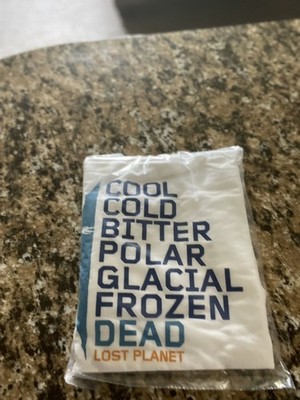 COOL
COLD
BITTER
POLAR
GLACIAL
FROZEN
DEAD
LOST PLANET